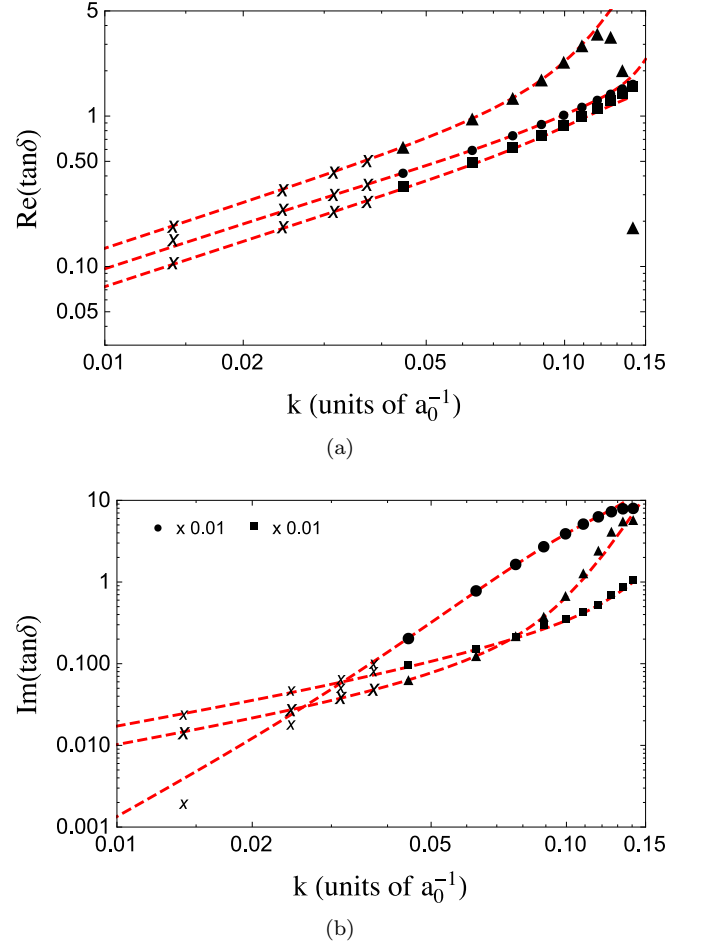 5
1
0.50
0.10
0.05
Re(tanδ)
0.01 0.02 0.05 0.10 0.15
k (units of a₀⁻¹)
(a)
10
1
0.100
0.010
0.001
Im(tanδ)
● x 0.01 ■ x 0.01
0.01 0.02 0.05 0.10 0.15
k (units of a₀⁻¹)
(b)